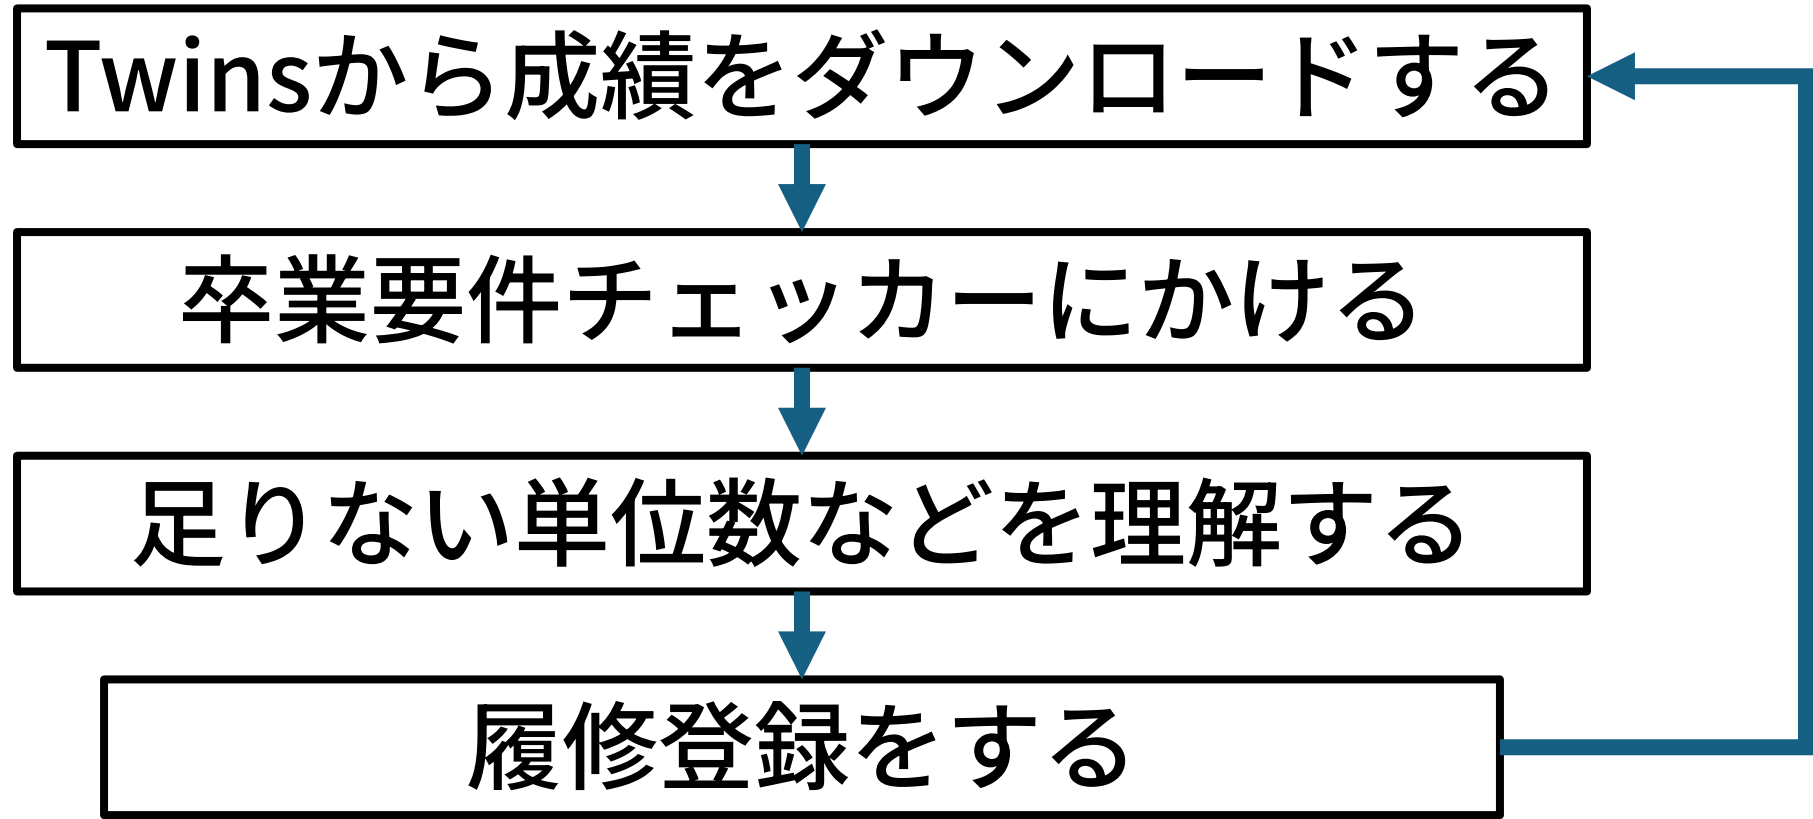 Twinsから成績をダウンロードする
卒業要件チェッカーにかける
足りない単位数などを理解する
履修登録をする